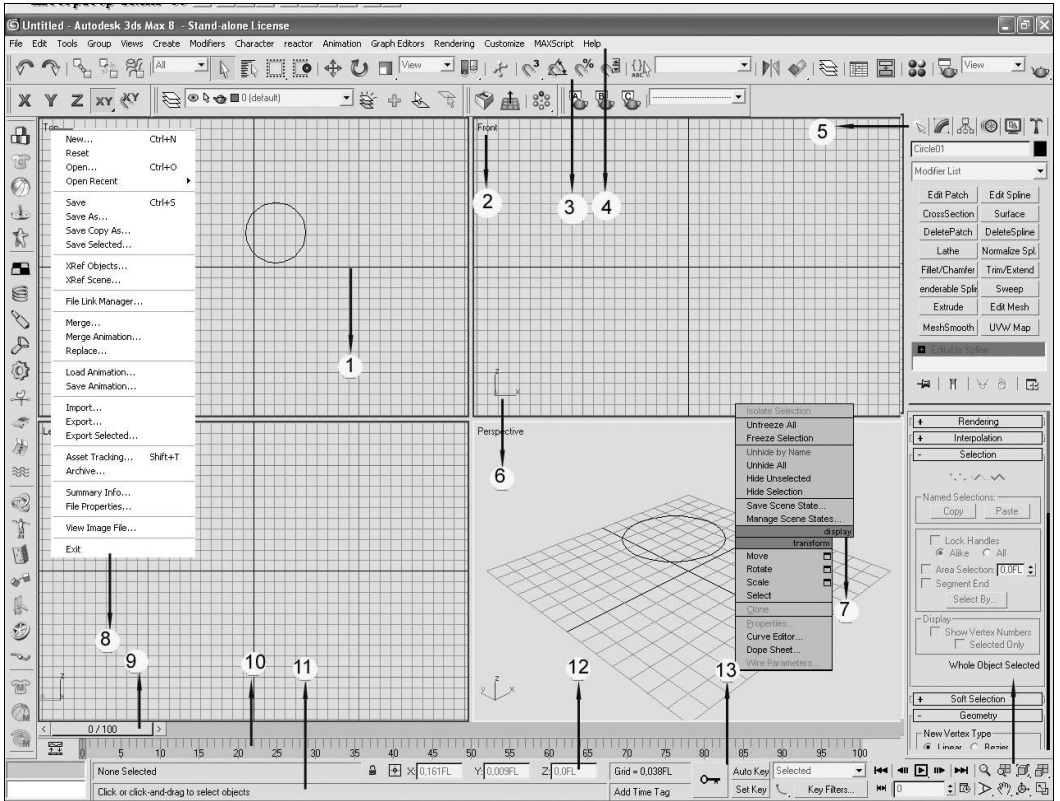 Untitled - Autodesk 3ds Max 8 - Stand-alone License
File Edit Tools Group Views Create Modifiers Character reactor Animation Graph Editors Rendering Customize MAXScript Help
All
View
3
%
ABC
View
X Y Z XY XY
0 (default)
A B C
Top
New... Ctrl+N
Reset
Open... Ctrl+O
Open Recent
Save Ctrl+S
Save As...
Save Copy As...
Save Selected...
XRef Objects...
XRef Scene...
File Link Manager...
Merge...
Merge Animation...
Replace...
Load Animation...
Save Animation...
Import...
Export...
Export Selected...
Asset Tracking... Shift+T
Archive...
Summary Info...
File Properties...
View Image File...
Exit
Front
1
2
3
4
5
6
z
x
Perspective
Isolate Selection
Unfreeze All
Freeze Selection
Unhide by Name
Unhide All
Hide Unselected
Hide Selection
Save Scene State...
Manage Scene States...
display
transform
Move
Rotate
Scale
Select
Clone
Properties...
Curve Editor...
Dope Sheet...
Wire Parameters...
7
8
9
10
11
12
13
z
y x
Circle01
Modifier List
Edit Patch Edit Spline
CrossSection Surface
DeletePatch DeleteSpline
Lathe Normalize Spl.
Fillet/Chamfer Trim/Extend
enderable Splin Sweep
Extrude Edit Mesh
MeshSmooth UVW Map
Editable Spline
+ Rendering
+ Interpolation
- Selection
Named Selections:
Copy Paste
Lock Handles
Alike All
Area Selection: 0,0FL
Segment End
Select By...
Display
Show Vertex Numbers
Selected Only
Whole Object Selected
+ Soft Selection
- Geometry
New Vertex Type
Linear Bezier
0 / 100
0 5 10 15 20 25 30 35 40 45 50 55 60 65 70 75 80 85 90 95 100
None Selected X: 0,161FL Y: 0,009FL Z: 0,0FL Grid = 0,038FL Auto Key Selected
Click or click-and-drag to select objects Add Time Tag Set Key Key Filters... 0